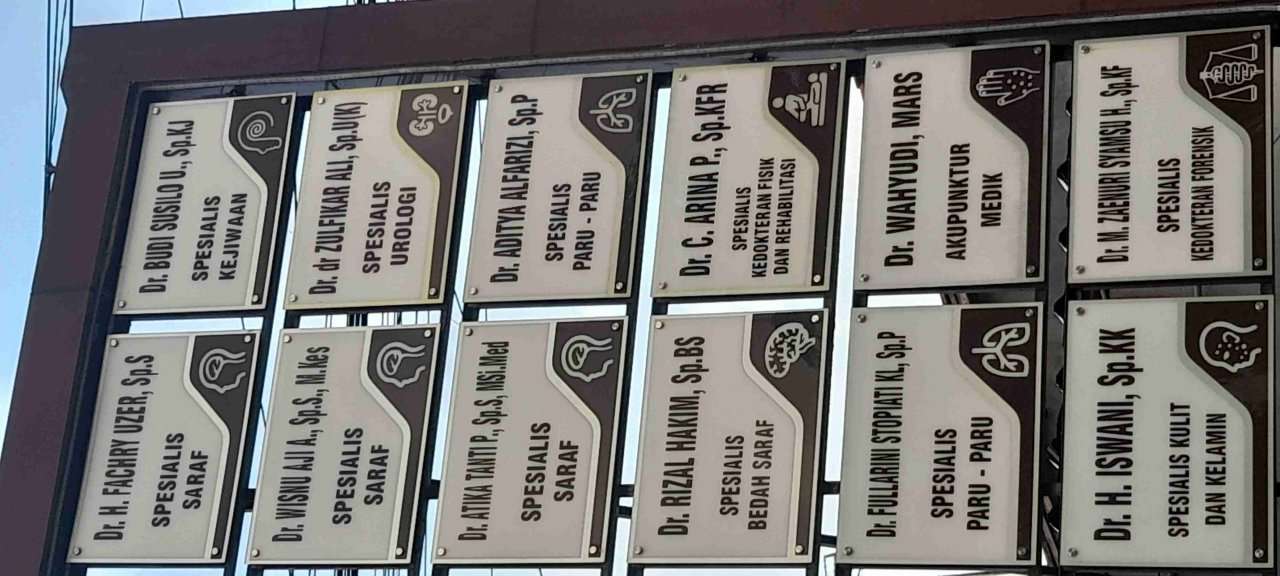 Dr. H. FACHRY UZER, Sp.S
SPESIALIS
SARAF
Dr. BUDI SUSILO U., Sp.KJ
SPESIALIS
KEJIWAAN
Dr. WISNU AJI A., Sp.S., M.Kes
SPESIALIS
SARAF
Dr. dr ZULFIKAR ALI, Sp.U(K)
SPESIALIS
UROLOGI
Dr. ATIKA TANTI P., Sp.S, MSi.Med
SPESIALIS
SARAF
Dr. ADITYA ALFARIZI, Sp.P
SPESIALIS
PARU - PARU
Dr. RIZAL HAKIM, Sp.BS
SPESIALIS
BEDAH SARAF
Dr. C. ARINA P., Sp.KFR
SPESIALIS
KEDOKTERAN FISIK
DAN REHABILITASI
Dr. FULLARINI STOPIATI KL, Sp.P
SPESIALIS
PARU - PARU
Dr. WAHYUDI, MARS
AKUPUNKTUR
MEDIK
Dr. H. ISWANI, Sp.KK
SPESIALIS KULIT
DAN KELAMIN
Dr. M. ZAENURI SYAMSU H., Sp.KF
SPESIALIS
KEDOKTERAN FORENSIK